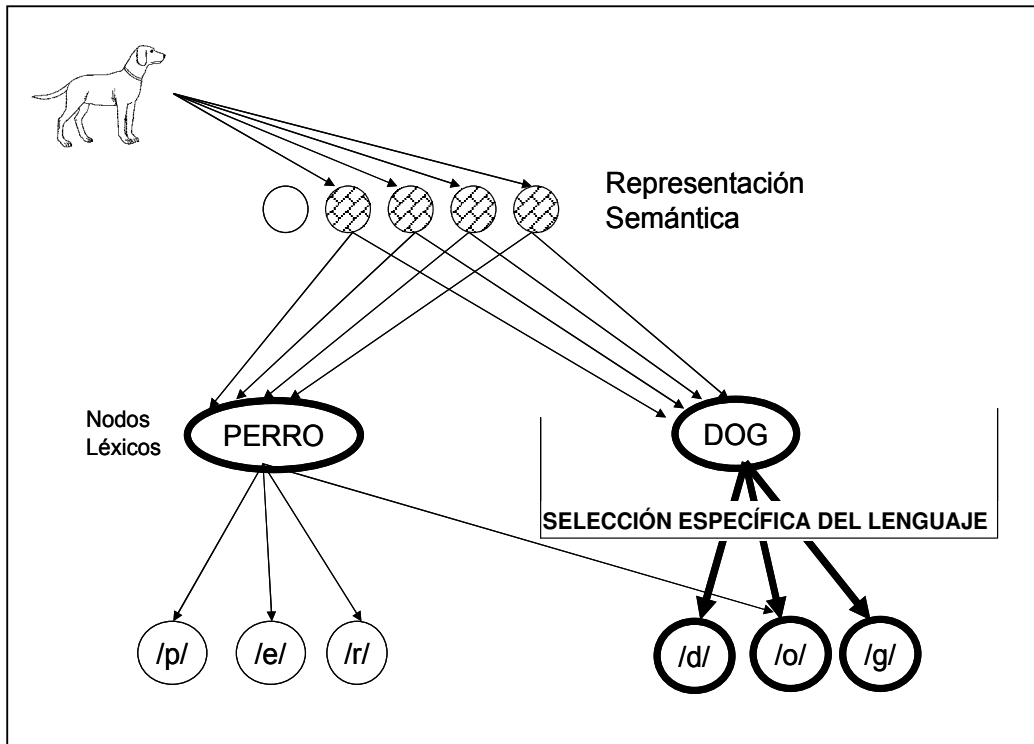 Representación
Semántica
Nodos
Léxicos
PERRO
DOG
SELECCIÓN ESPECÍFICA DEL LENGUAJE
/p/
/e/
/r/
/d/
/o/
/g/